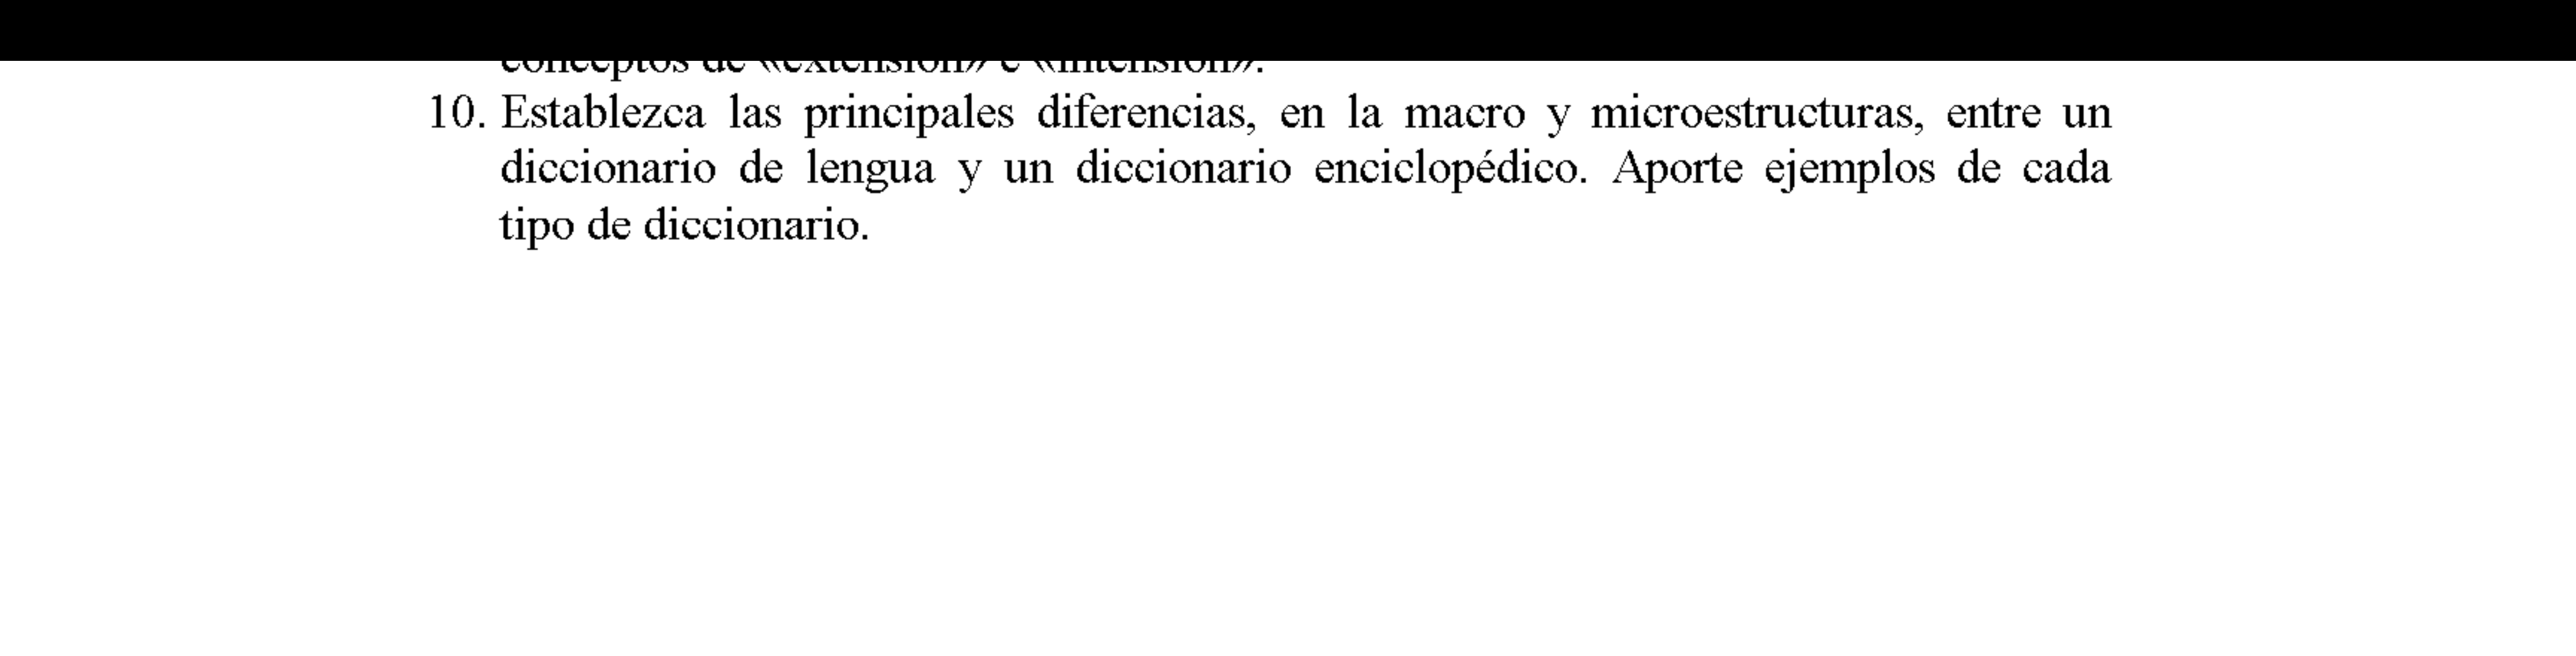 conceptos de «extensión» e «intensión».
10. Establezca las principales diferencias, en la macro y microestructuras, entre un
diccionario de lengua y un diccionario enciclopédico. Aporte ejemplos de cada
tipo de diccionario.